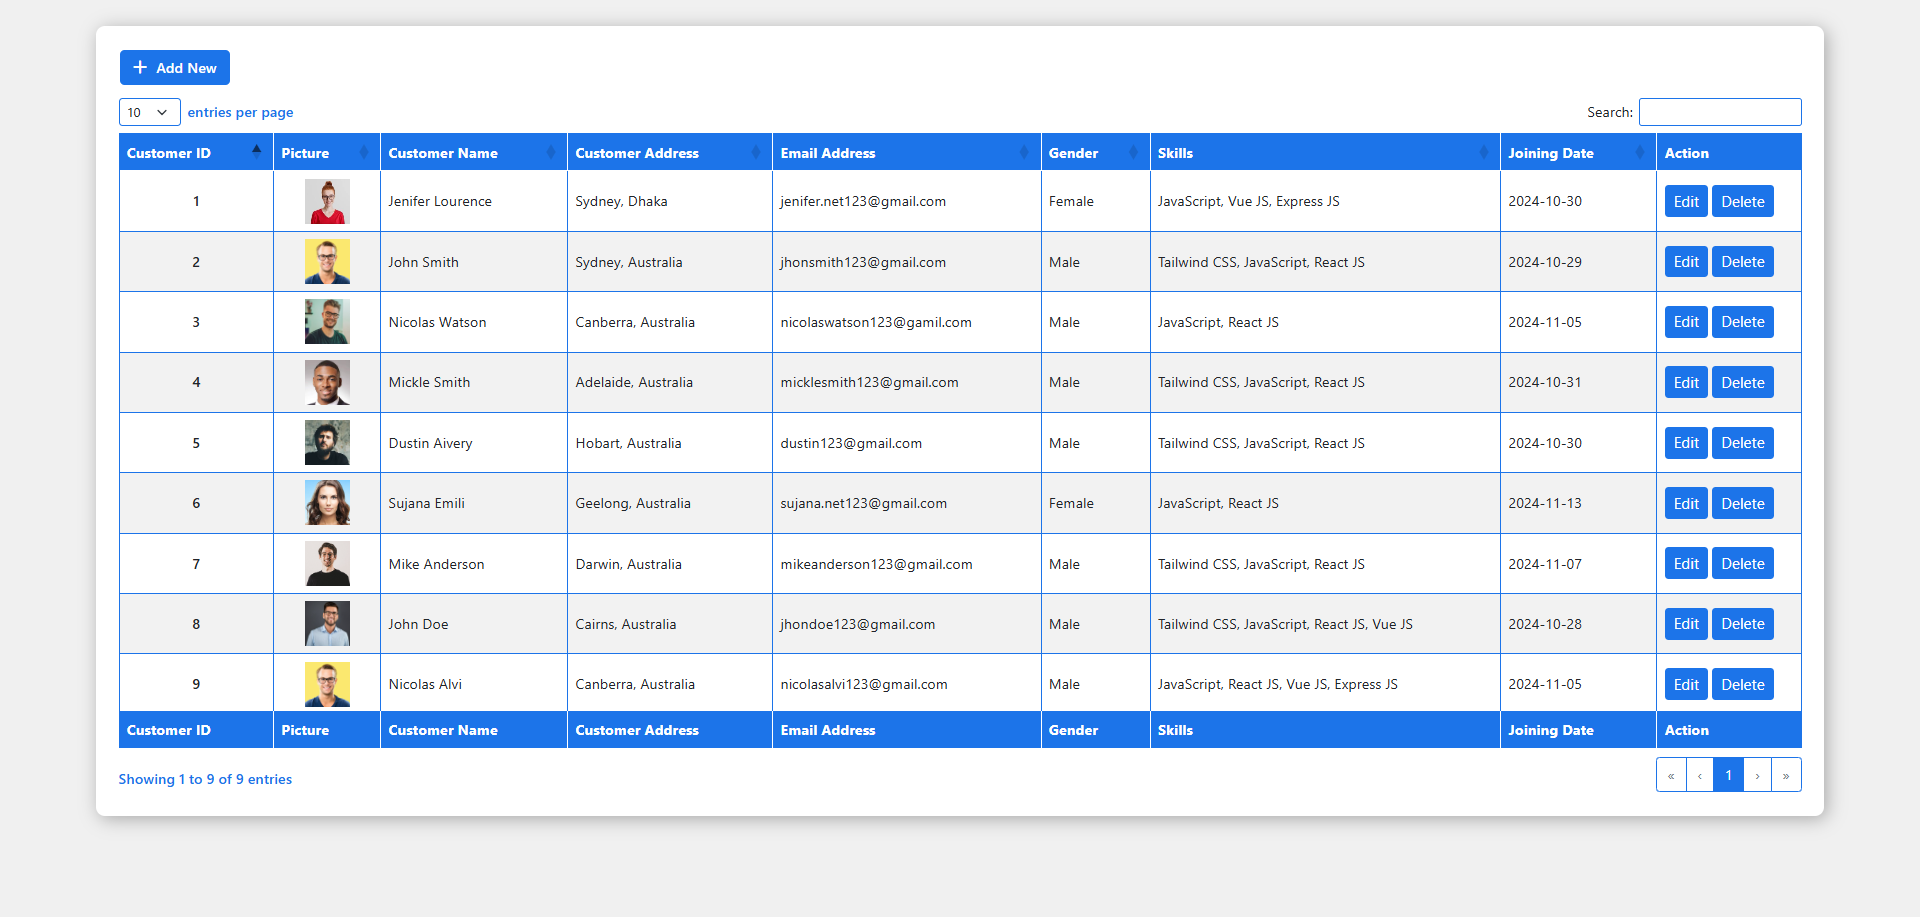 + Add New
10 entries per page Search:
Customer ID Picture Customer Name Customer Address Email Address Gender Skills Joining Date Action
1 Jenifer Lourence Sydney, Dhaka jenifer.net123@gmail.com Female JavaScript, Vue JS, Express JS 2024-10-30 Edit Delete
2 John Smith Sydney, Australia jhonsmith123@gmail.com Male Tailwind CSS, JavaScript, React JS 2024-10-29 Edit Delete
3 Nicolas Watson Canberra, Australia nicolaswatson123@gamil.com Male JavaScript, React JS 2024-11-05 Edit Delete
4 Mickle Smith Adelaide, Australia micklesmith123@gmail.com Male Tailwind CSS, JavaScript, React JS 2024-10-31 Edit Delete
5 Dustin Aivery Hobart, Australia dustin123@gmail.com Male Tailwind CSS, JavaScript, React JS 2024-10-30 Edit Delete
6 Sujana Emili Geelong, Australia sujana.net123@gmail.com Female JavaScript, React JS 2024-11-13 Edit Delete
7 Mike Anderson Darwin, Australia mikeanderson123@gmail.com Male Tailwind CSS, JavaScript, React JS 2024-11-07 Edit Delete
8 John Doe Cairns, Australia jhondoe123@gmail.com Male Tailwind CSS, JavaScript, React JS, Vue JS 2024-10-28 Edit Delete
9 Nicolas Alvi Canberra, Australia nicolasalvi123@gmail.com Male JavaScript, React JS, Vue JS, Express JS 2024-11-05 Edit Delete
Customer ID Picture Customer Name Customer Address Email Address Gender Skills Joining Date Action
Showing 1 to 9 of 9 entries « ‹ 1 › »